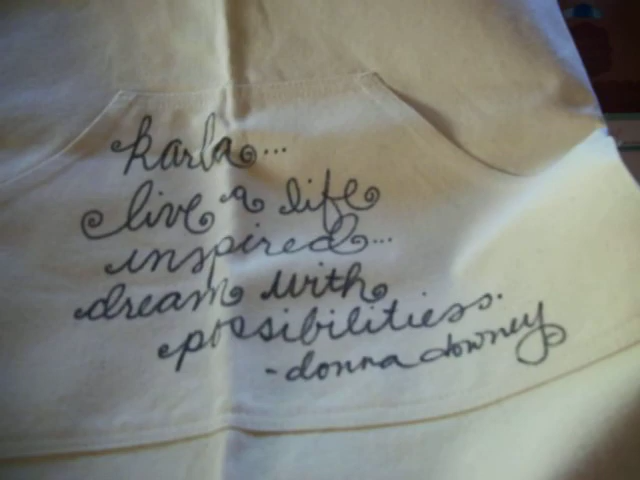 karla...
live a life
inspired...
dream with
possibilities.
-donna downey